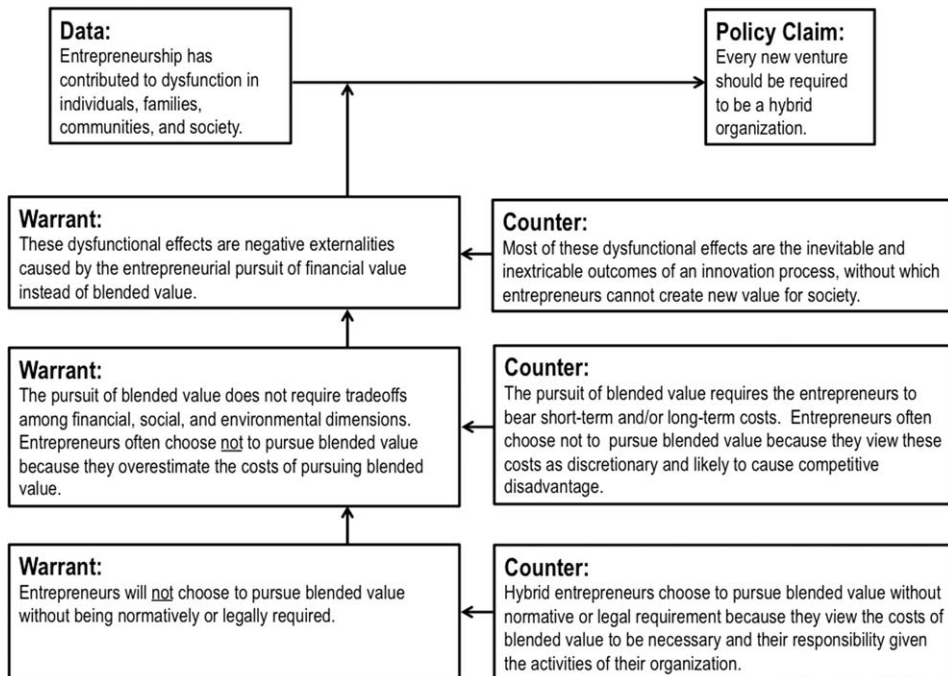 Data:
Entrepreneurship has
contributed to dysfunction in
individuals, families,
communities, and society.
Policy Claim:
Every new venture
should be required
to be a hybrid
organization.
Warrant:
These dysfunctional effects are negative externalities
caused by the entrepreneurial pursuit of financial value
instead of blended value.
Counter:
Most of these dysfunctional effects are the inevitable and
inextricable outcomes of an innovation process, without which
entrepreneurs cannot create new value for society.
Warrant:
The pursuit of blended value does not require tradeoffs
among financial, social, and environmental dimensions.
Entrepreneurs often choose not to pursue blended value
because they overestimate the costs of pursuing blended
value.
Counter:
The pursuit of blended value requires the entrepreneurs to
bear short-term and/or long-term costs. Entrepreneurs often
choose not to pursue blended value because they view these
costs as discretionary and likely to cause competitive
disadvantage.
Warrant:
Entrepreneurs will not choose to pursue blended value
without being normatively or legally required.
Counter:
Hybrid entrepreneurs choose to pursue blended value without
normative or legal requirement because they view the costs of
blended value to be necessary and their responsibility given
the activities of their organization.